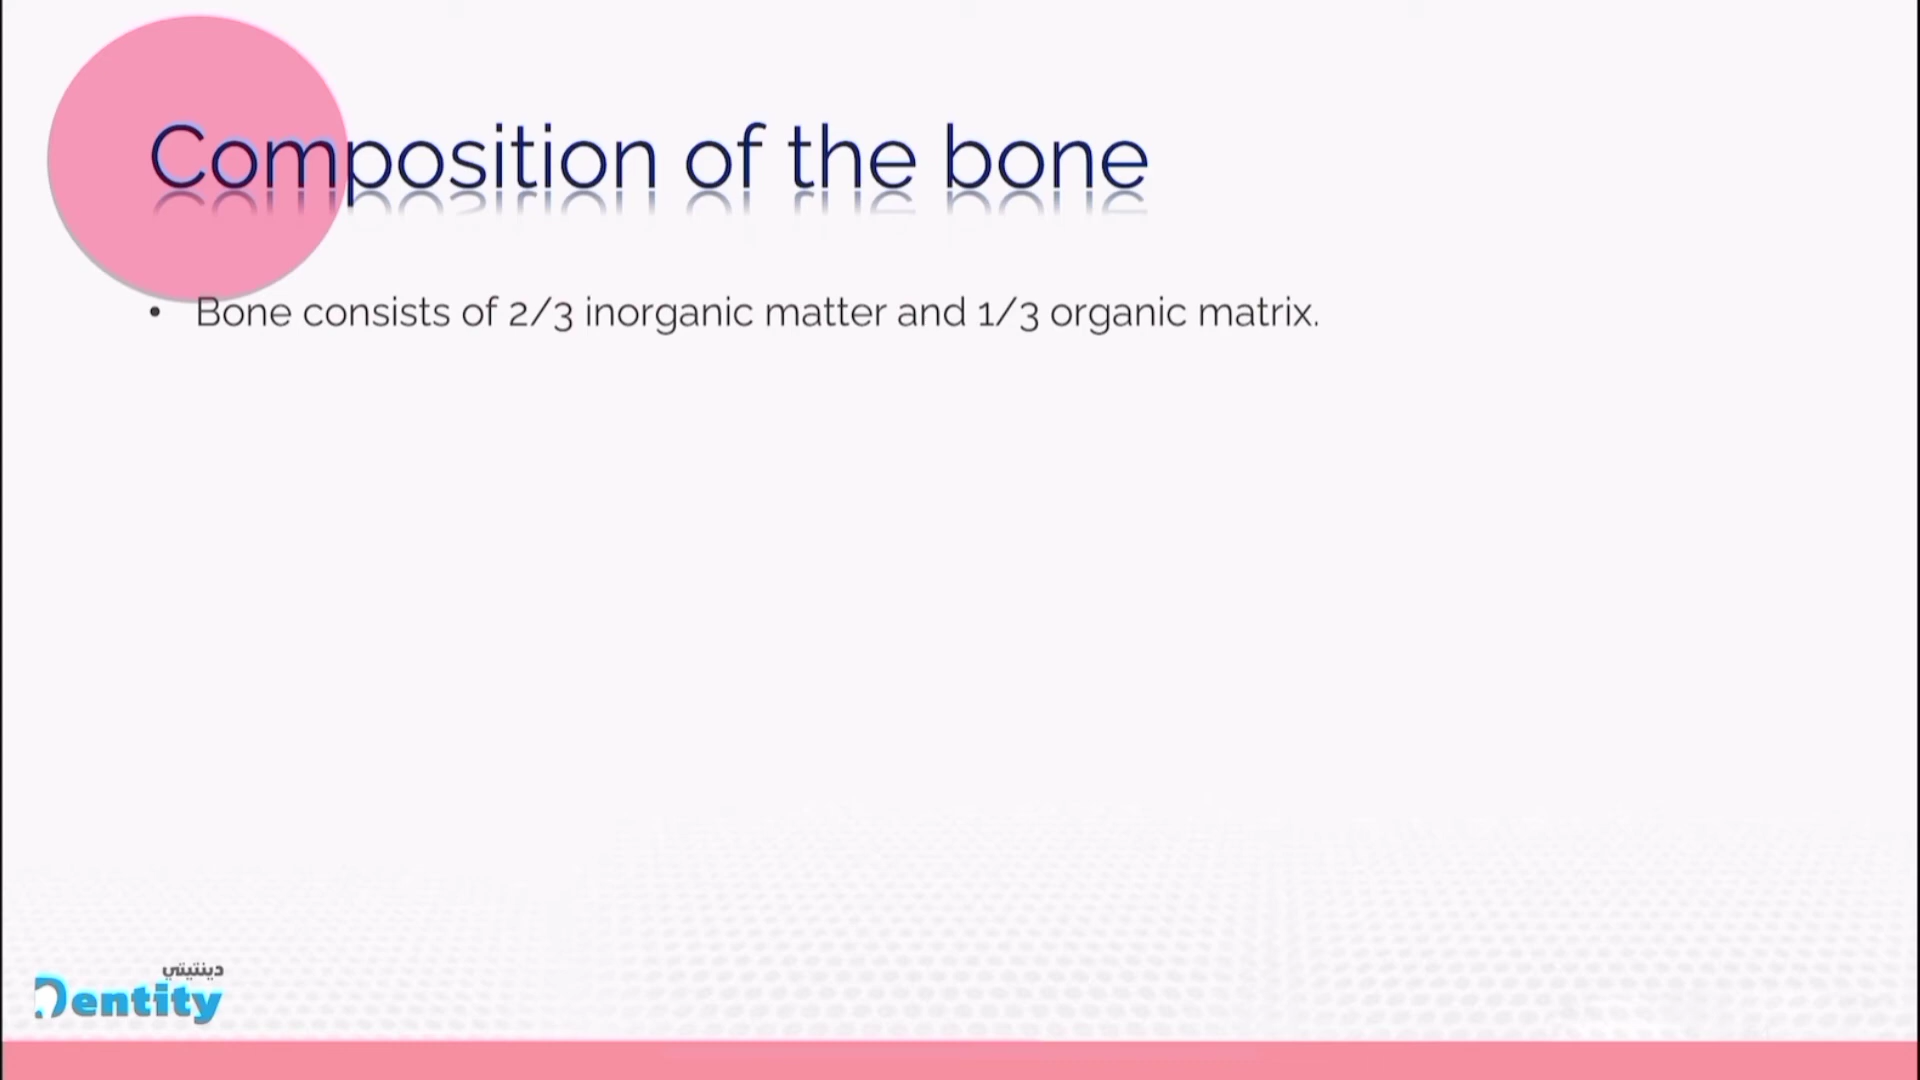 Composition of the bone
• Bone consists of 2/3 inorganic matter and 1/3 organic matrix.
دينتيتي
Dentity